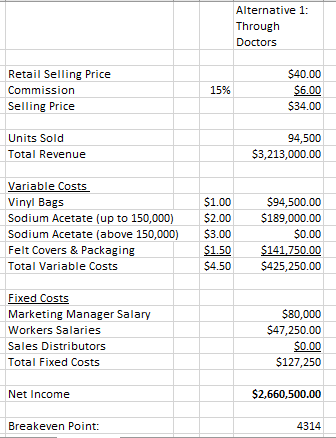 Alternative 1:
Through
Doctors
Retail Selling Price $40.00
Commission 15% $6.00
Selling Price $34.00
Units Sold 94,500
Total Revenue $3,213,000.00
Variable Costs
Vinyl Bags $1.00 $94,500.00
Sodium Acetate (up to 150,000) $2.00 $189,000.00
Sodium Acetate (above 150,000) $3.00 $0.00
Felt Covers & Packaging $1.50 $141,750.00
Total Variable Costs $4.50 $425,250.00
Fixed Costs
Marketing Manager Salary $80,000
Workers Salaries $47,250.00
Sales Distributors $0.00
Total Fixed Costs $127,250
Net Income $2,660,500.00
Breakeven Point: 4314